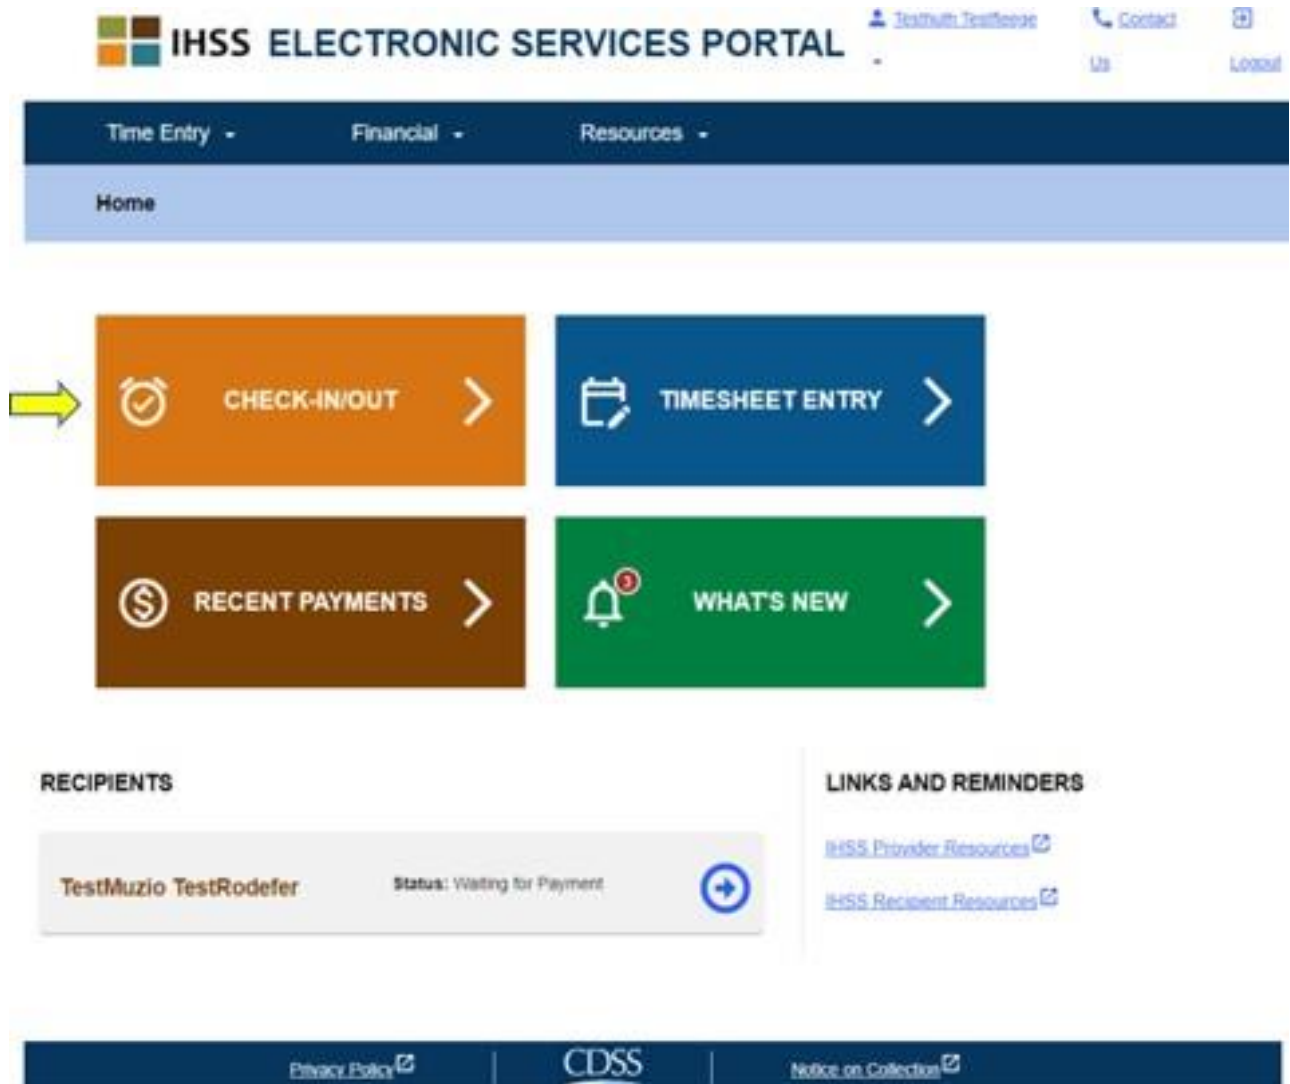 IHSS ELECTRONIC SERVICES PORTAL
Contact Us
Logout
Time Entry
Financial
Resources
Home
CHECK-IN/OUT
TIMESHEET ENTRY
RECENT PAYMENTS
3
WHAT'S NEW
RECIPIENTS
LINKS AND REMINDERS
TestMuzio TestRodefer
Status: Waiting for Payment
IHSS Provider Resources
IHSS Recipient Resources
Privacy Policy
CDSS
Notice on Collection